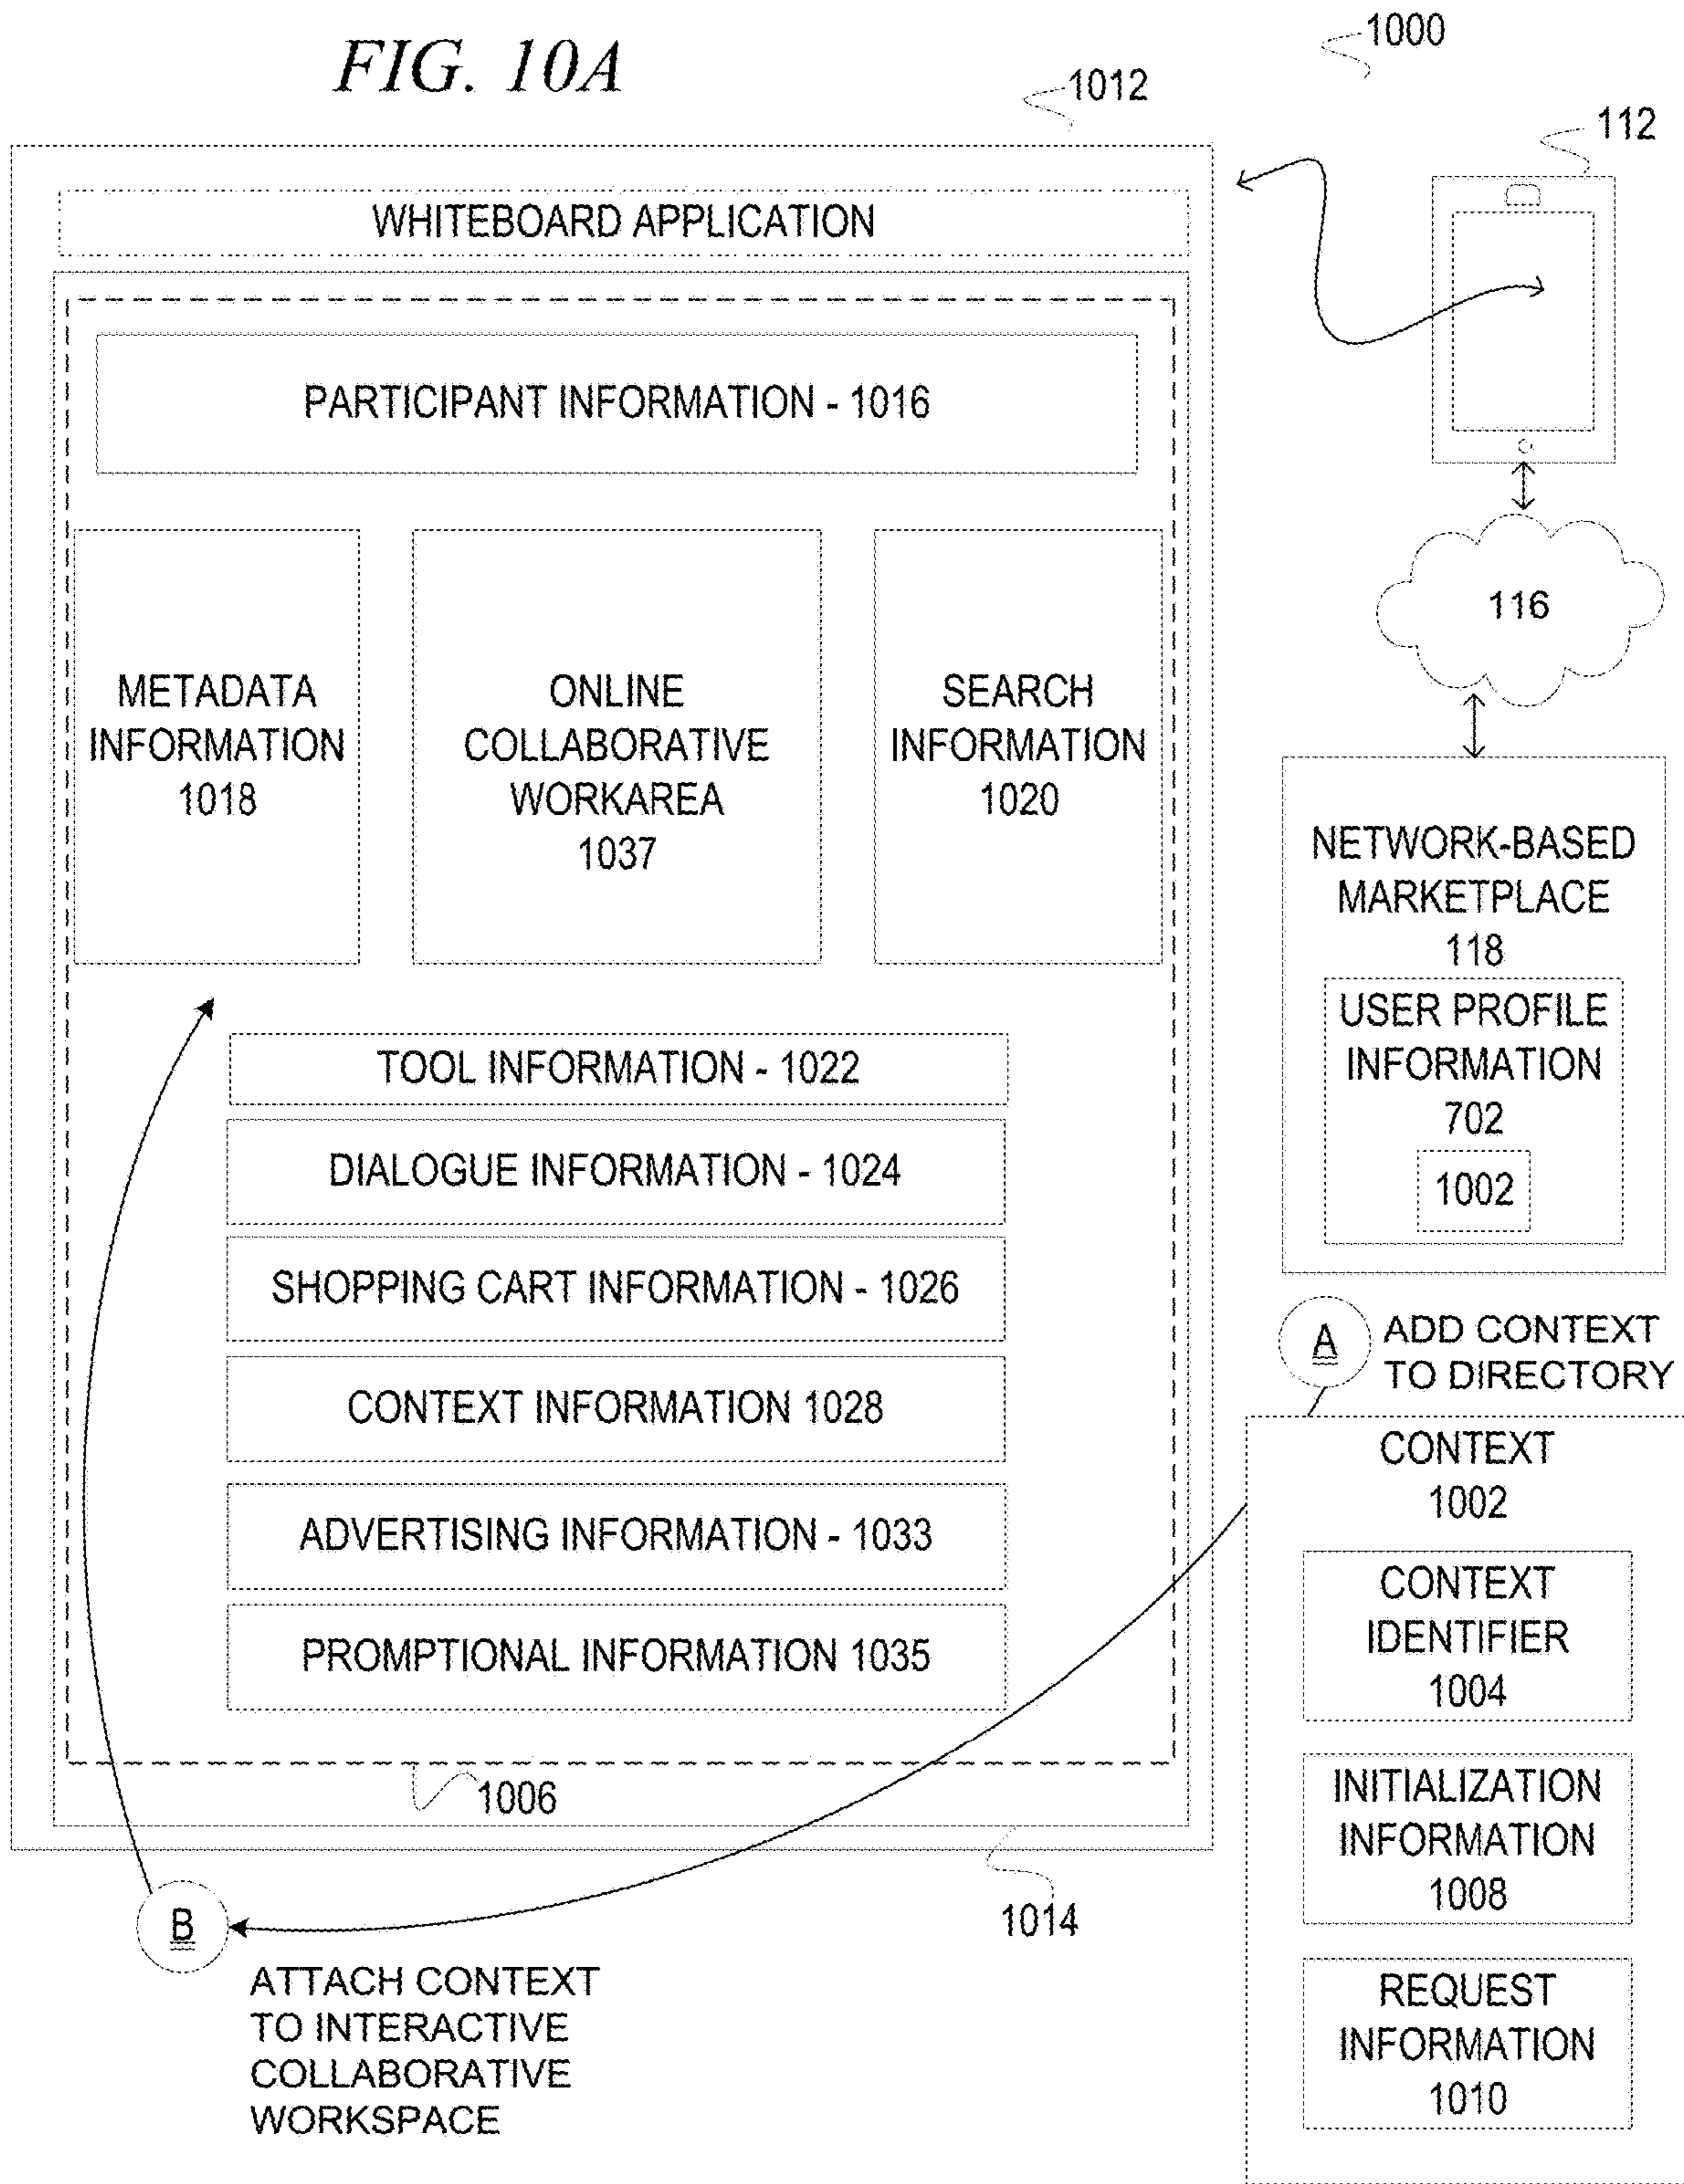 FIG. 10A
1000
1012
112
WHITEBOARD APPLICATION
PARTICIPANT INFORMATION - 1016
METADATA
INFORMATION
1018
ONLINE
COLLABORATIVE
WORKAREA
1037
SEARCH
INFORMATION
1020
TOOL INFORMATION - 1022
DIALOGUE INFORMATION - 1024
SHOPPING CART INFORMATION - 1026
CONTEXT INFORMATION 1028
ADVERTISING INFORMATION - 1033
PROMPTIONAL INFORMATION 1035
1006
1014
B
ATTACH CONTEXT
TO INTERACTIVE
COLLABORATIVE
WORKSPACE
116
NETWORK-BASED
MARKETPLACE
118
USER PROFILE
INFORMATION
702
1002
A
ADD CONTEXT
TO DIRECTORY
CONTEXT
1002
CONTEXT
IDENTIFIER
1004
INITIALIZATION
INFORMATION
1008
REQUEST
INFORMATION
1010